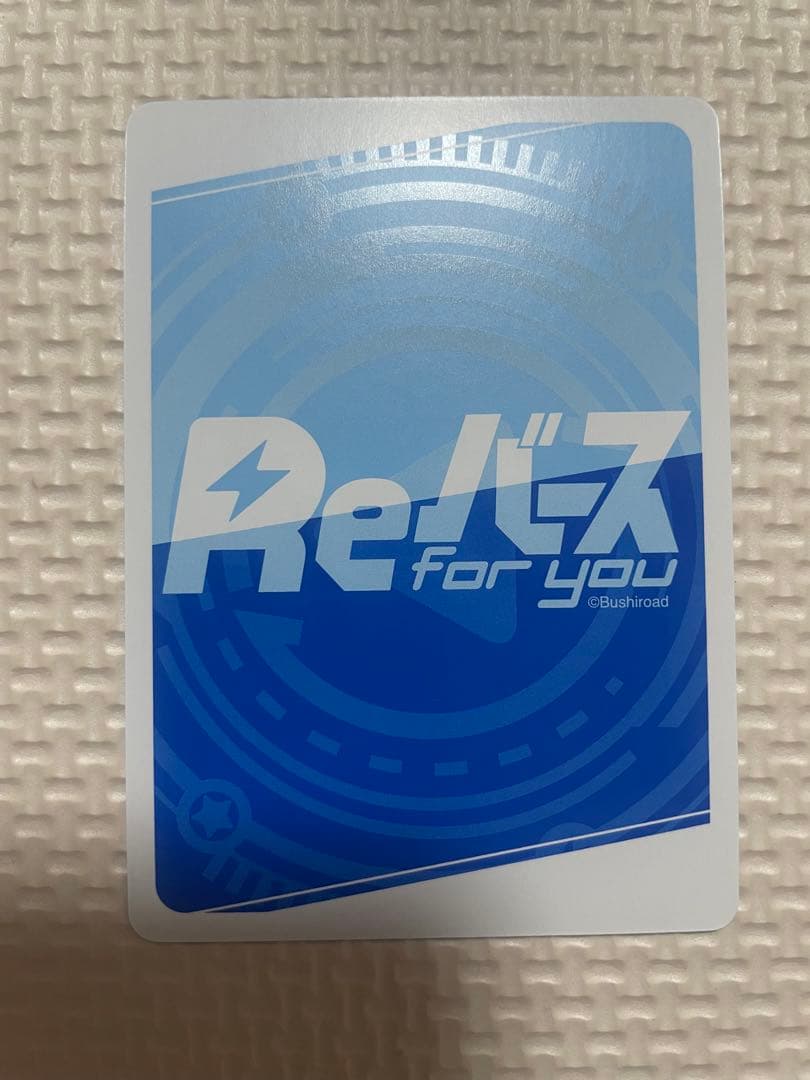 Reバース
for you
©Bushiroad